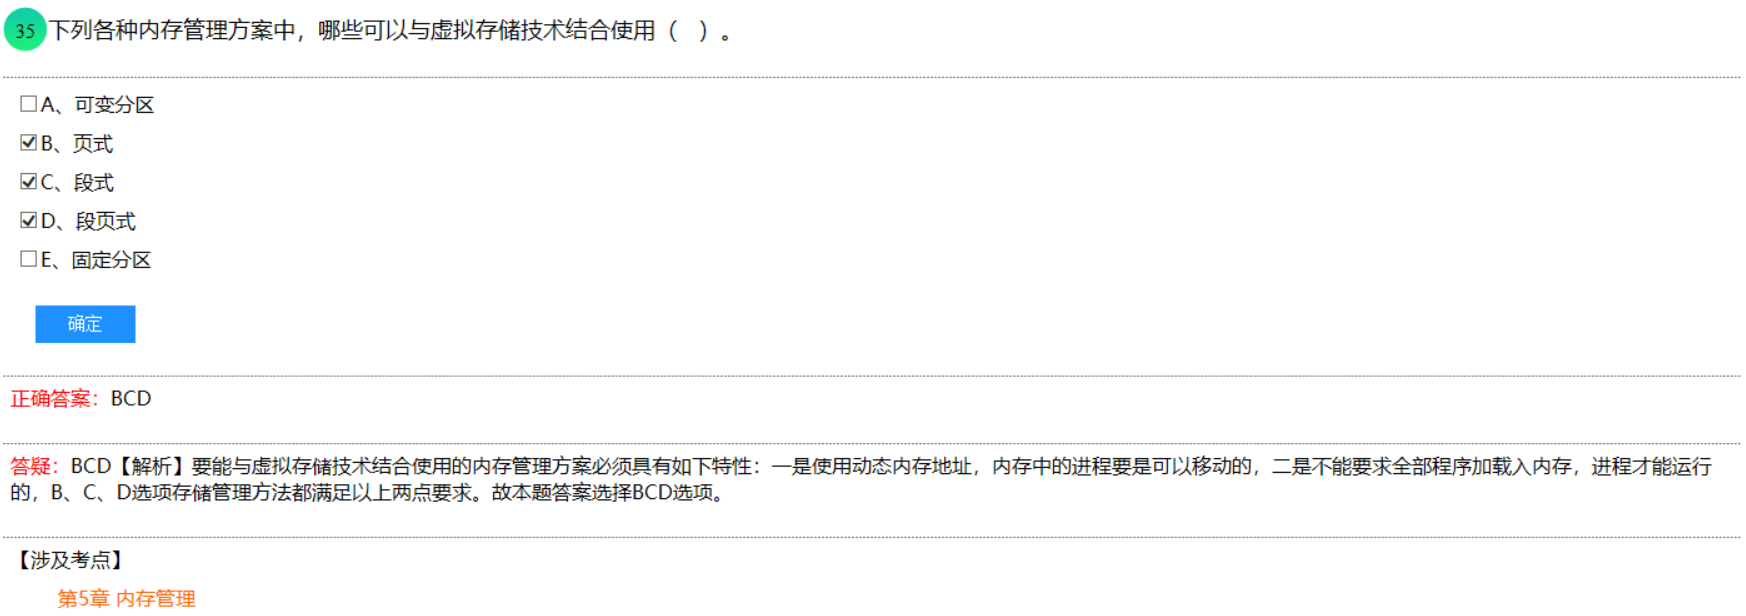 35 下列各种内存管理方案中，哪些可以与虚拟存储技术结合使用（ ）。
A、可变分区
B、页式
C、段式
D、段页式
E、固定分区
确定
正确答案：BCD
答疑：BCD【解析】要能与虚拟存储技术结合使用的内存管理方案必须具有如下特性：一是使用动态内存地址，内存中的进程要是可以移动的，二是不能要求全部程序加载入内存，进程才能运行
的，B、C、D选项存储管理方法都满足以上两点要求。故本题答案选择BCD选项。
【涉及考点】
第5章 内存管理